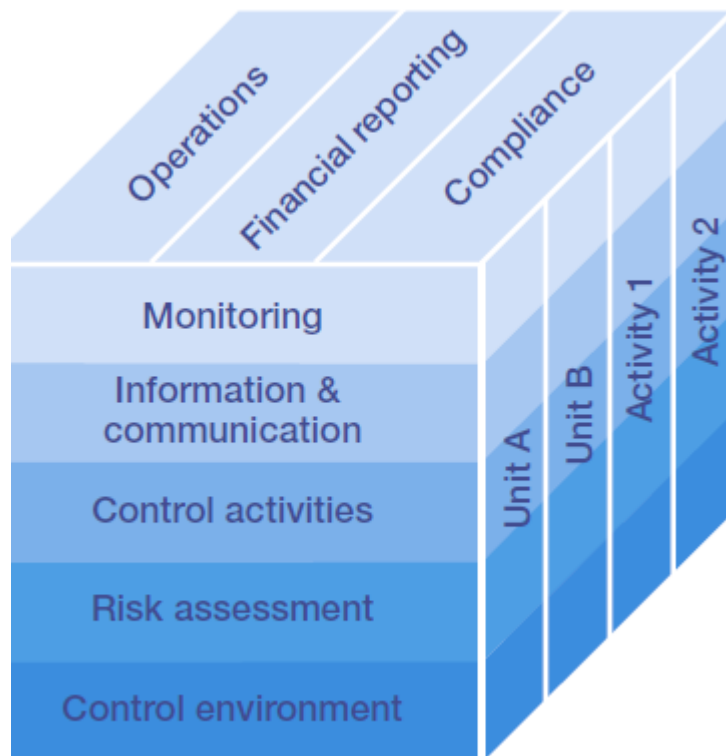 Operations
Financial reporting
Compliance
Monitoring
Information &
communication
Control activities
Risk assessment
Control environment
Unit A
Unit B
Activity 1
Activity 2